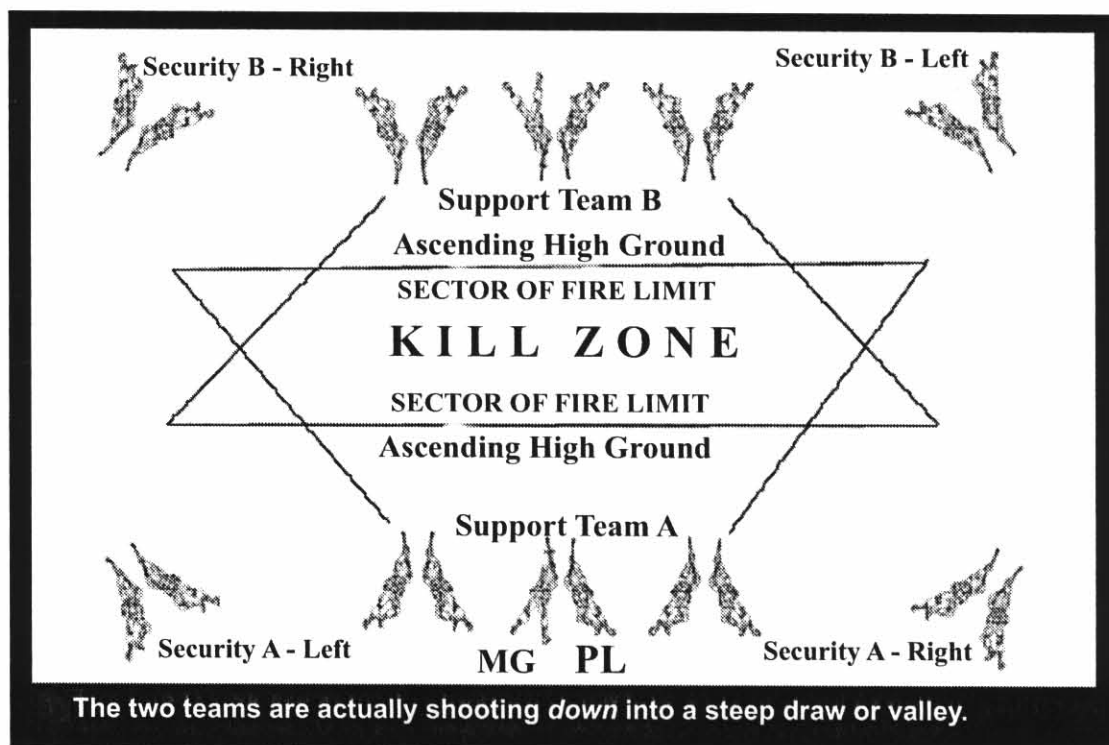 Security B - Right
Security B - Left
Support Team B
Ascending High Ground
SECTOR OF FIRE LIMIT
KILL ZONE
SECTOR OF FIRE LIMIT
Ascending High Ground
Support Team A
Security A - Left
MG PL
Security A - Right
The two teams are actually shooting down into a steep draw or valley.